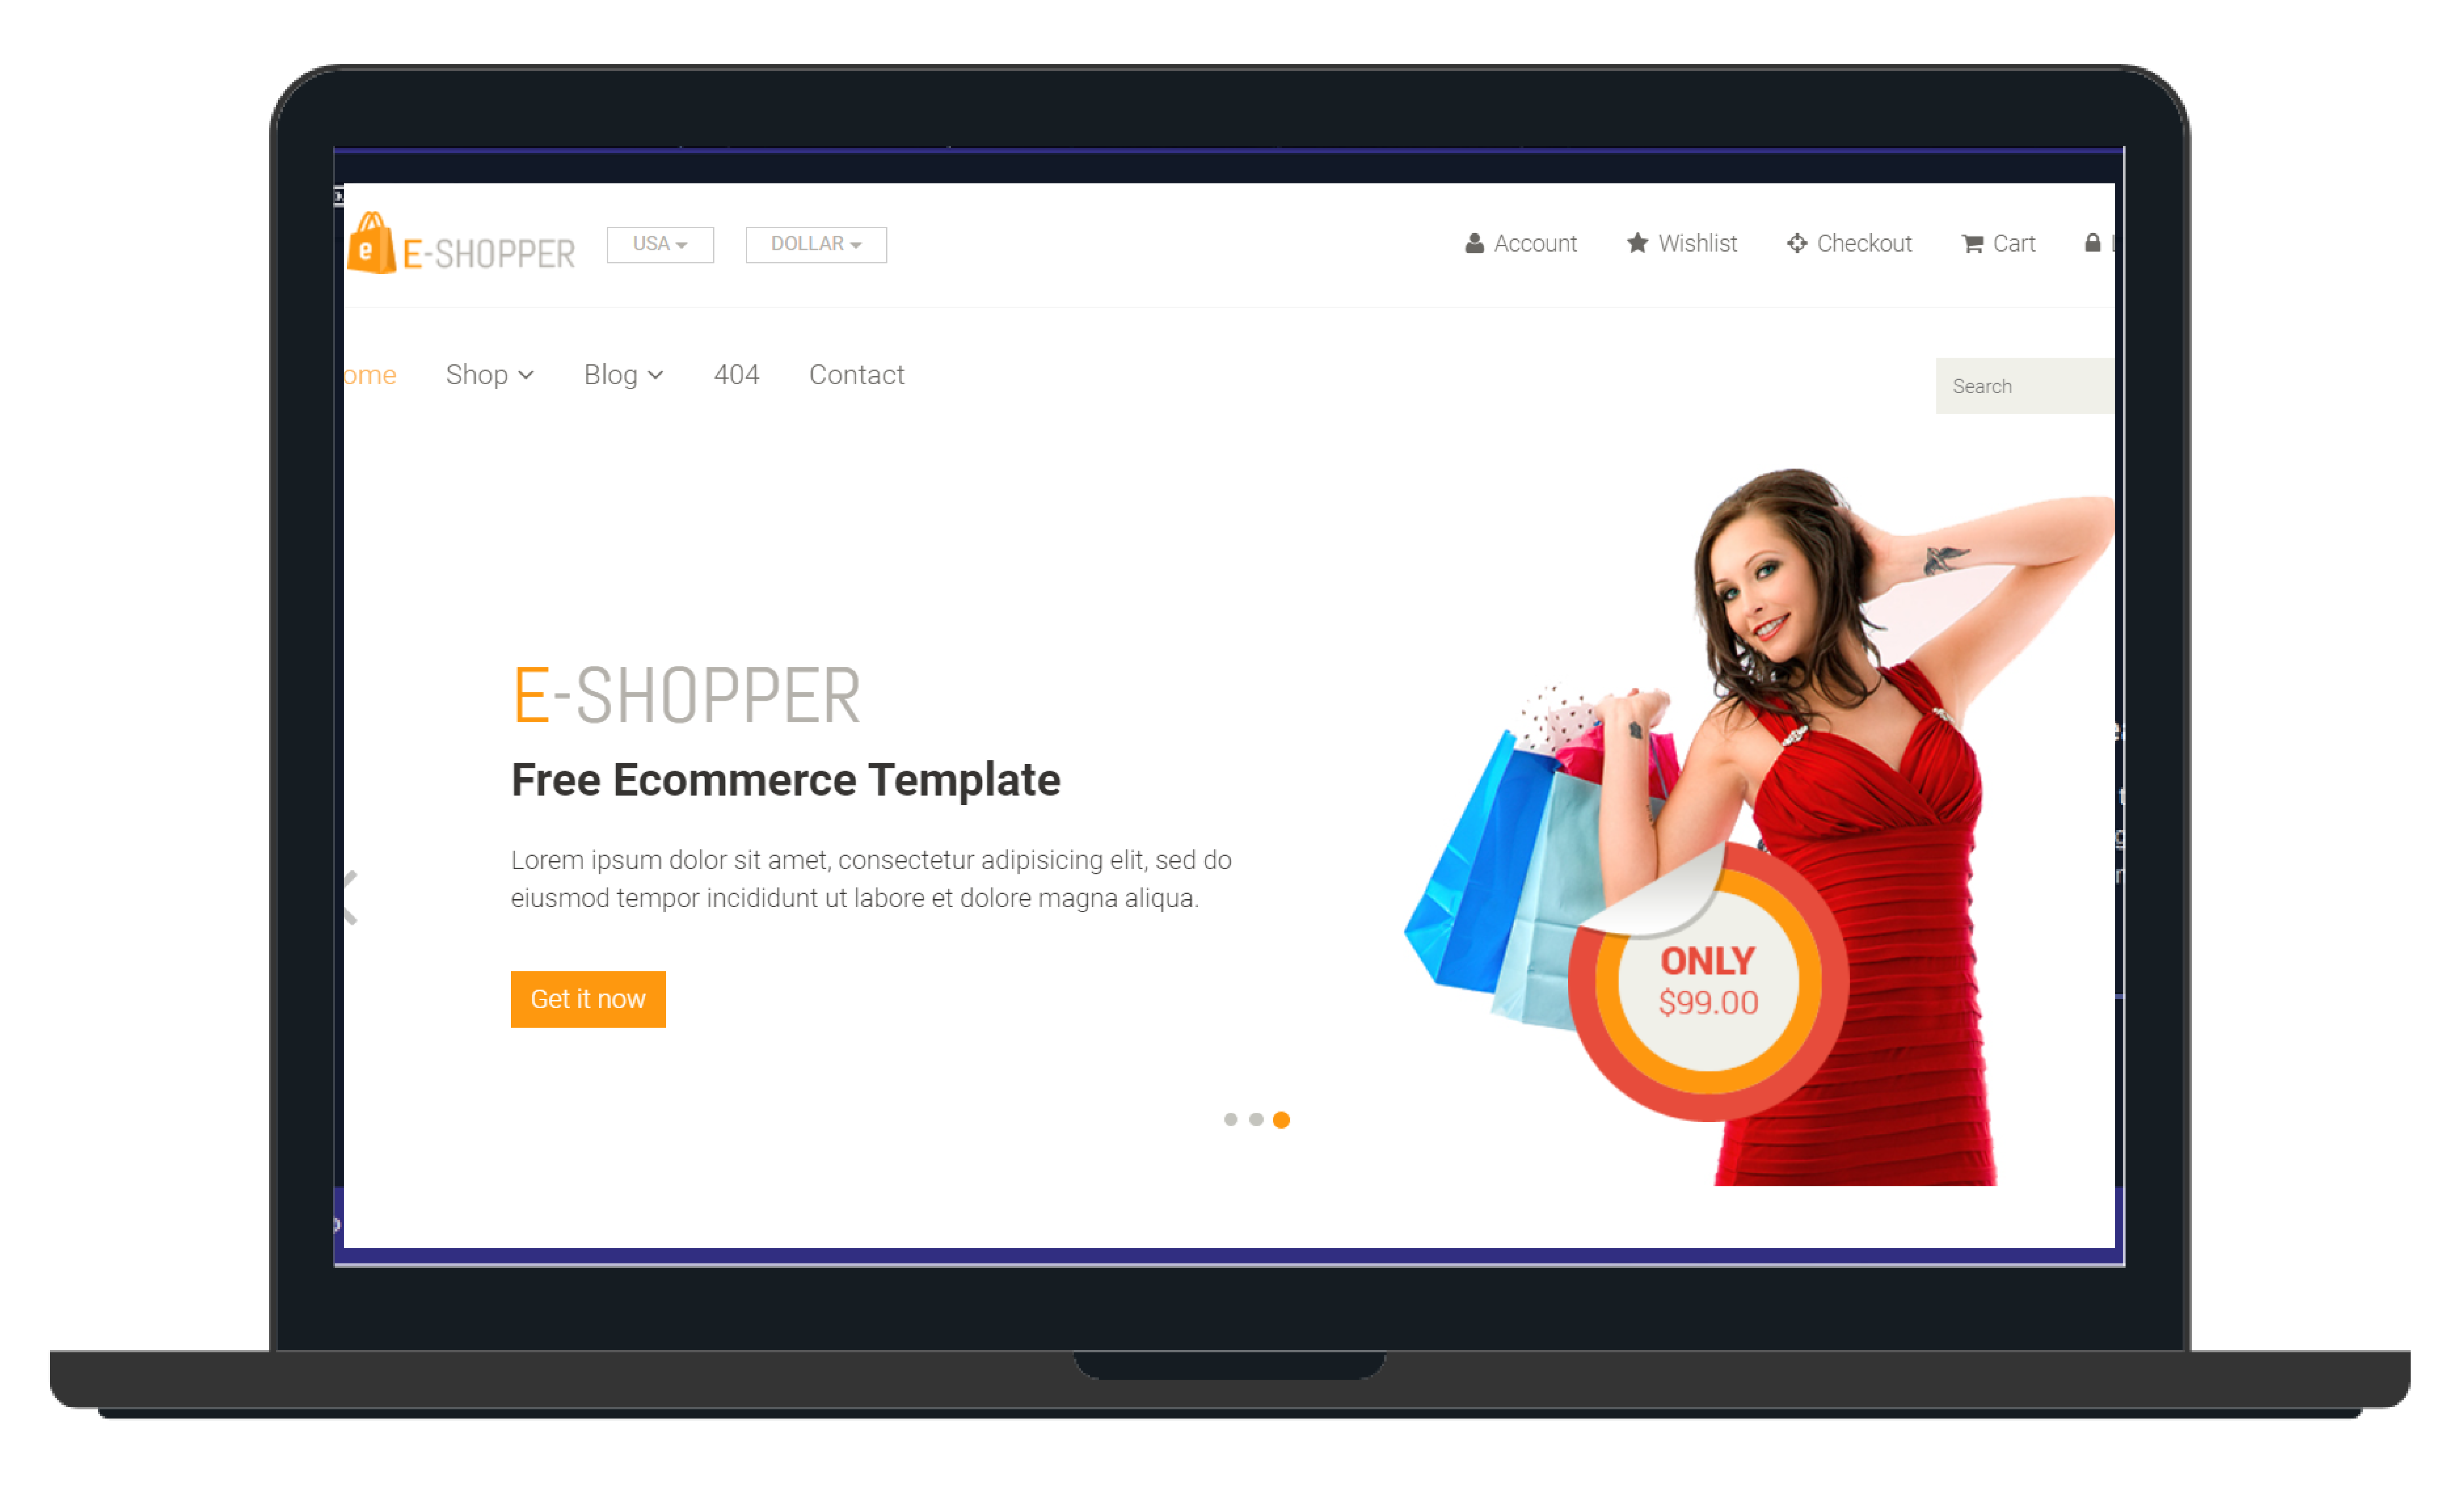 e E-SHOPPER USA DOLLAR Account Wishlist Checkout Cart
ome Shop Blog 404 Contact
Search
E-SHOPPER
Free Ecommerce Template
Lorem ipsum dolor sit amet, consectetur adipisicing elit, sed do
eiusmod tempor incididunt ut labore et dolore magna aliqua.
Get it now
ONLY
$99.00